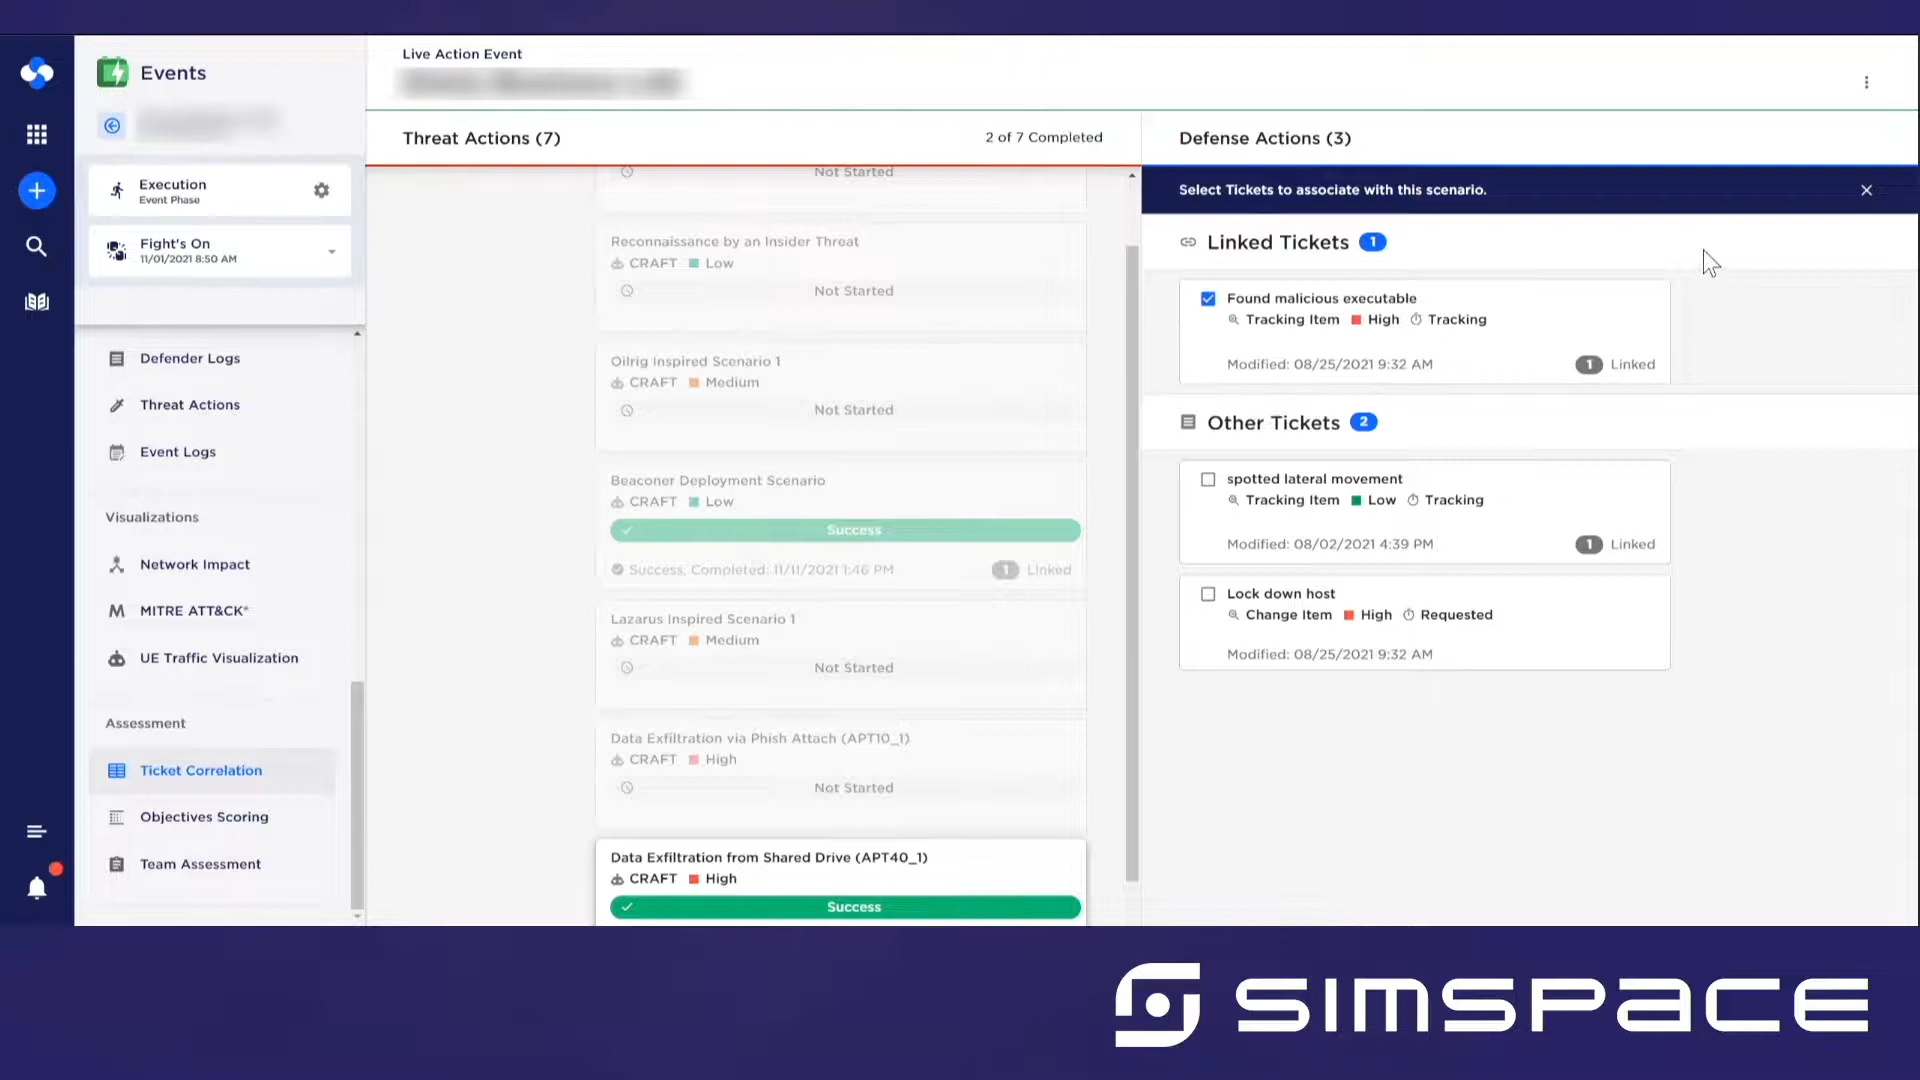 Events
Execution
Event Phase
Fight's On
11/01/2021 8:50 AM
Defender Logs
Threat Actions
Event Logs
Visualizations
Network Impact
MITRE ATT&CK®
UE Traffic Visualization
Assessment
Ticket Correlation
Objectives Scoring
Team Assessment
Live Action Event
Threat Actions (7)
2 of 7 Completed
Not Started
Reconnaissance by an Insider Threat
CRAFT Low
Not Started
Oilrig Inspired Scenario 1
CRAFT Medium
Not Started
Beaconer Deployment Scenario
CRAFT Low
Success
Success. Completed: 11/11/2021 1:46 PM 1 Linked
Lazarus Inspired Scenario 1
CRAFT Medium
Not Started
Data Exfiltration via Phish Attach (APT10_1)
CRAFT High
Not Started
Data Exfiltration from Shared Drive (APT40_1)
CRAFT High
Success
Defense Actions (3)
Select Tickets to associate with this scenario.
Linked Tickets 1
Found malicious executable
Tracking Item High Tracking
Modified: 08/25/2021 9:32 AM 1 Linked
Other Tickets 2
spotted lateral movement
Tracking Item Low Tracking
Modified: 08/02/2021 4:39 PM 1 Linked
Lock down host
Change Item High Requested
Modified: 08/25/2021 9:32 AM
SIMSPACE